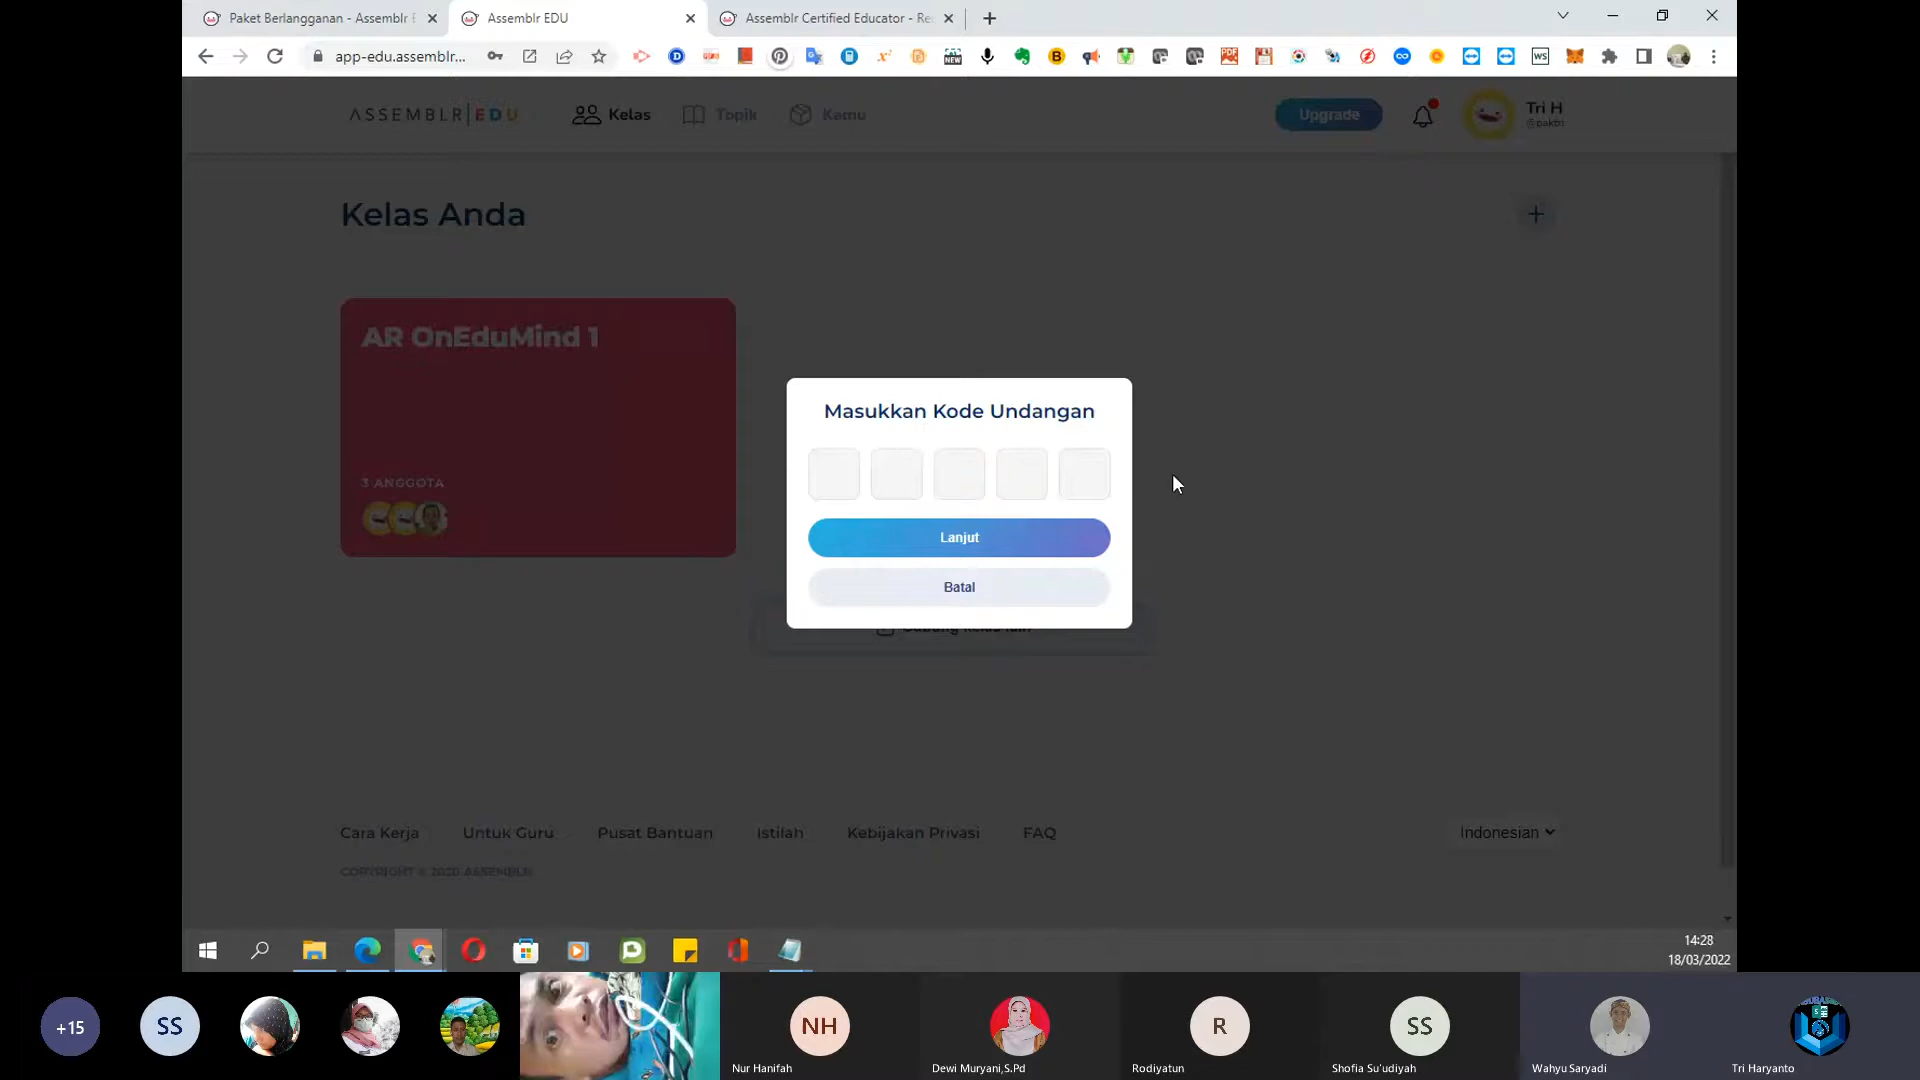 Paket Berlangganan - Assemblr E
Assemblr EDU
Assemblr Certified Educator - Re
app-edu.assemblr...
ASSEMBLR|EDU
Kelas
Topik
Kamu
Upgrade
Tri H
Kelas Anda
AR OnEduMind 1
3 ANGGOTA
Masukkan Kode Undangan
Lanjut
Batal
Cara Kerja
Untuk Guru
Pusat Bantuan
Istilah
Kebijakan Privasi
FAQ
Indonesian
COPYRIGHT © 2020 ASSEMBLR
14:28
18/03/2022
+15
SS
NH
Nur Hanifah
Dewi Muryani,S.Pd
R
Rodiyatun
SS
Shofia Su'udiyah
Wahyu Saryadi
Tri Haryanto